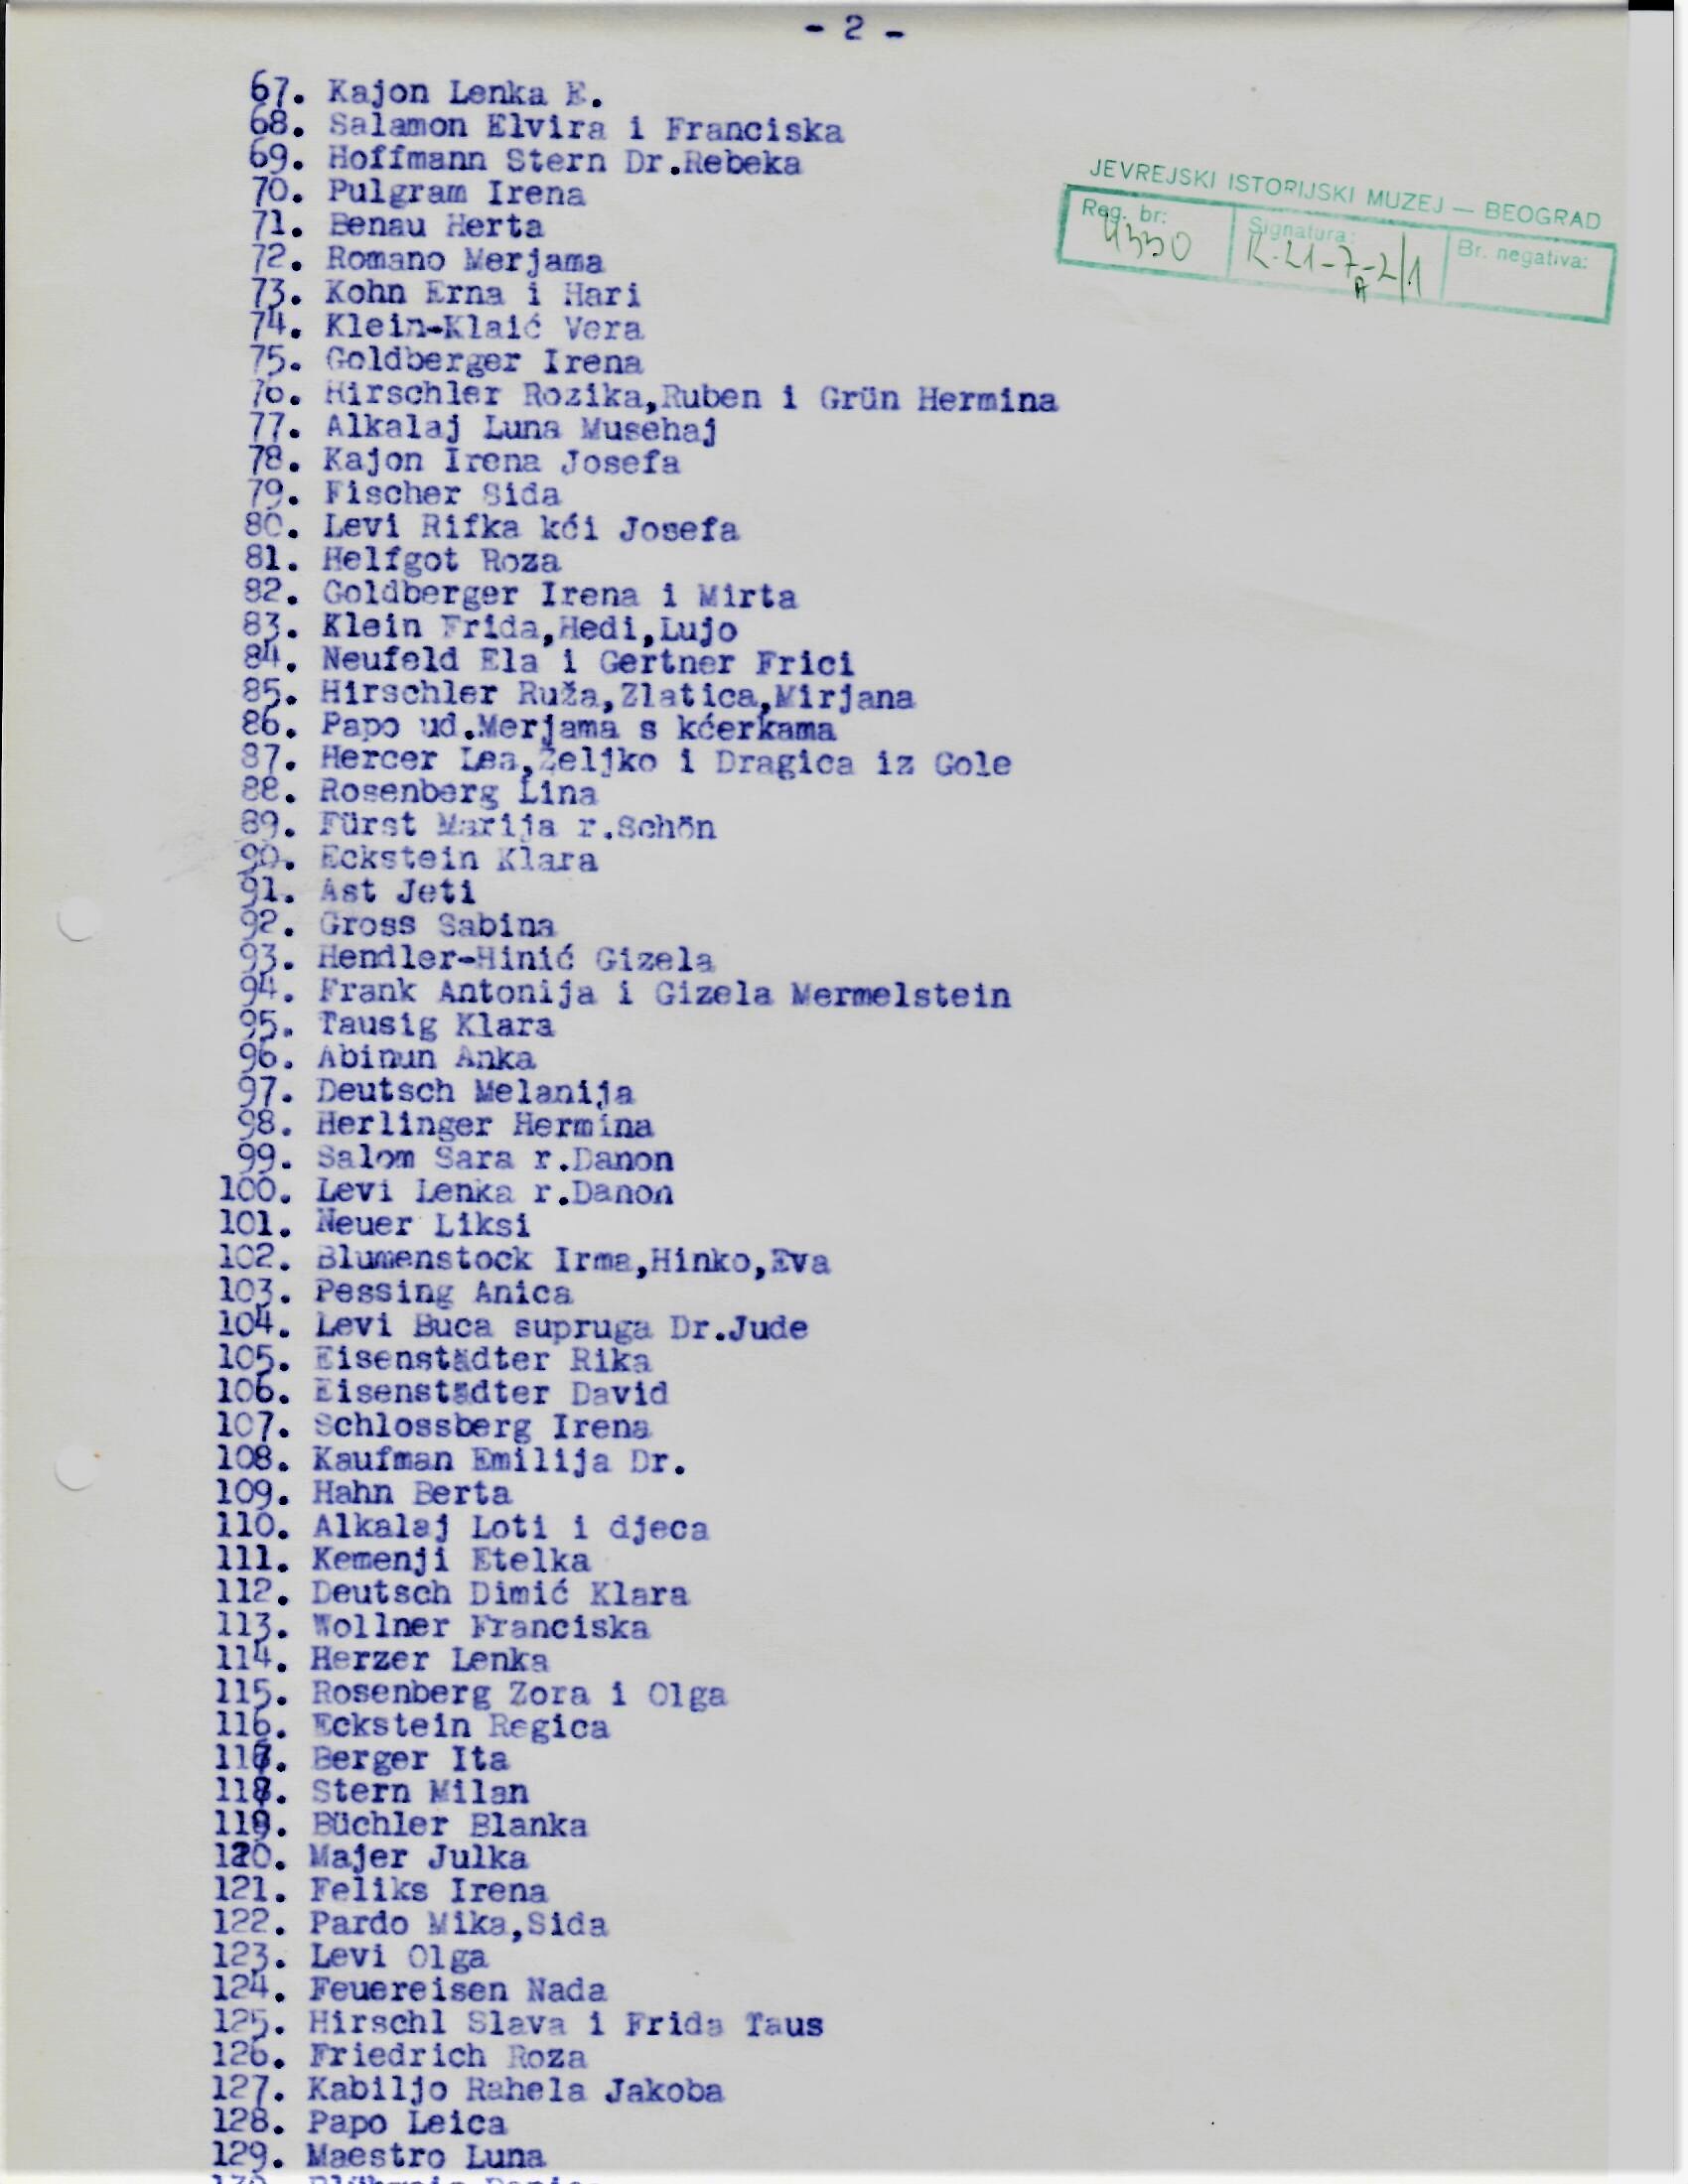 - 2 -
67. Kajon Lenka E.
68. Salamon Elvira i Franciska
69. Hoffmann Stern Dr.Rebeka
70. Pulgram Irena
71. Benau Herta
72. Romano Merjama
73. Kohn Erna i Hari
74. Klein-Klaić Vera
75. Goldberger Irena
76. Hirschler Rozika,Ruben i Grün Hermina
77. Alkalaj Luna Musehaj
78. Kajon Irena Josefa
79. Fischer Sida
80. Levi Rifka kći Josefa
81. Helfgot Roza
82. Goldberger Irena i Mirta
83. Klein Frida,Hedi,Lujo
84. Neufeld Ela i Gertner Frici
85. Hirschler Ruža,Zlatica,Mirjana
86. Papo ud.Merjama s kćerkama
87. Hercer Lea,Željko i Dragica iz Gole
88. Rosenberg Lina
89. Fürst Marija r.Schön
90. Eckstein Klara
91. Ast Jeti
92. Gross Sabina
93. Hendler-Hinić Gizela
94. Frank Antonija i Gizela Mermelstein
95. Tausig Klara
96. Abinun Anka
97. Deutsch Melanija
98. Herlinger Hermina
99. Salom Sara r.Danon
100. Levi Lenka r.Danon
101. Neuer Liksi
102. Blumenstock Irma,Hinko,Eva
103. Pessing Anica
104. Levi Buca supruga Dr.Jude
105. Eisenstädter Rika
106. Eisenstädter David
107. Schlossberg Irena
108. Kaufman Emilija Dr.
109. Hahn Berta
110. Alkalaj Loti i djeca
111. Kemenji Etelka
112. Deutsch Dimić Klara
113. Wollner Franciska
114. Herzer Lenka
115. Rosenberg Zora i Olga
116. Eckstein Regica
117. Berger Ita
118. Stern Milan
119. Büchler Blanka
120. Majer Julka
121. Feliks Irena
122. Pardo Mika,Sida
123. Levi Olga
124. Feuereisen Nada
125. Hirschl Slava i Frida Taus
126. Friedrich Roza
127. Kabiljo Rahela Jakoba
128. Papo Leica
129. Maestro Luna
JEVREJSKI ISTORIJSKI MUZEJ — BEOGRAD
Reg. br: 4330
Signatura: K-21-7A-2/1
Br. negativa: